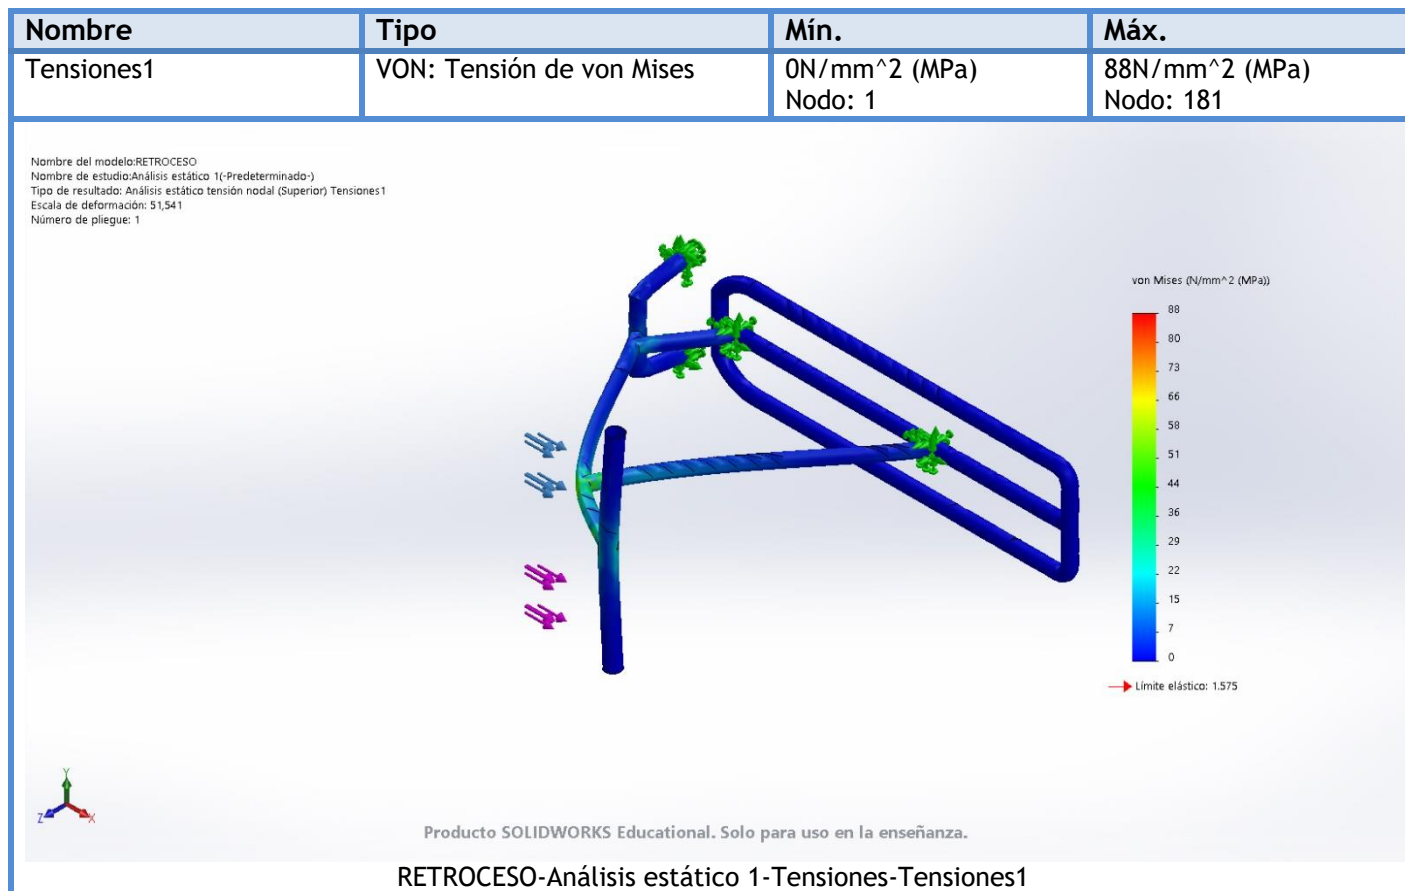 Nombre Tipo Mín. Máx.
Tensiones1 VON: Tensión de von Mises 0N/mm^2 (MPa) 88N/mm^2 (MPa)
Nodo: 1 Nodo: 181
Nombre del modelo:RETROCESO
Nombre de estudio:Análisis estático 1(-Predeterminado-)
Tipo de resultado: Análisis estático tensión nodal (Superior) Tensiones1
Escala de deformación: 51,541
Número de pliegue: 1
von Mises (N/mm^2 (MPa))
88
80
73
66
58
51
44
36
29
22
15
7
0
Límite elástico: 1.575
Y
Z X
Producto SOLIDWORKS Educational. Solo para uso en la enseñanza.
RETROCESO-Análisis estático 1-Tensiones-Tensiones1